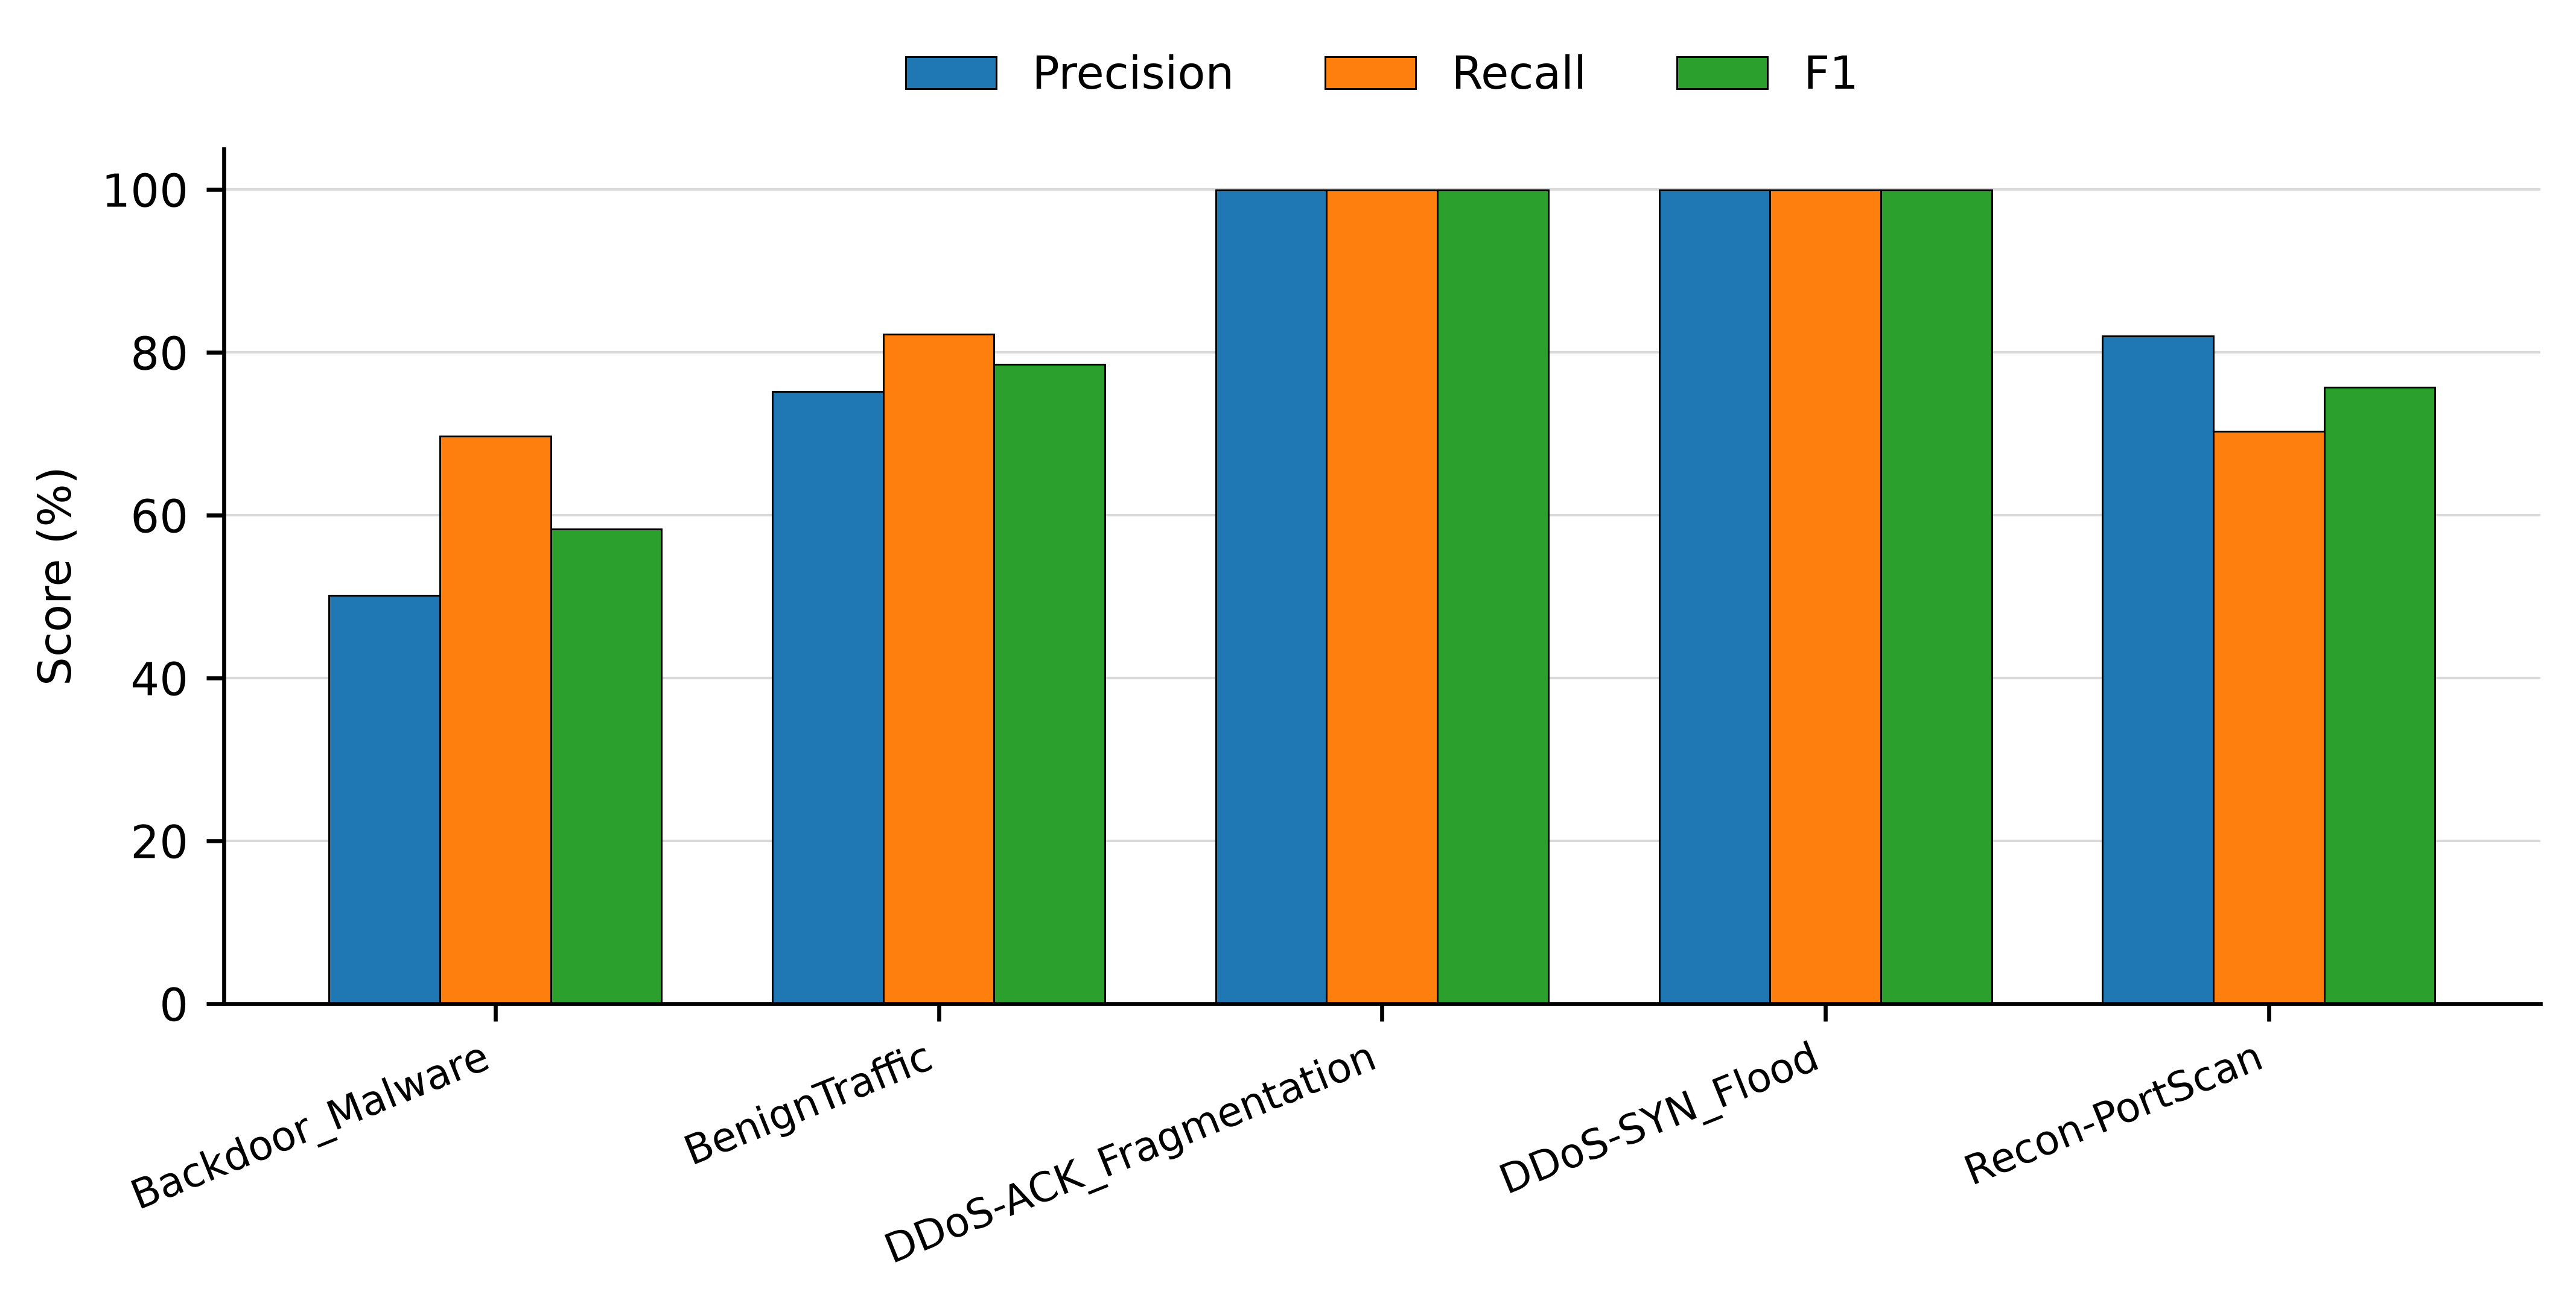 Precision Recall F1
100
80
60
40
20
0
Score (%)
Backdoor_Malware
BenignTraffic
DDoS-ACK_Fragmentation
DDoS-SYN_Flood
Recon-PortScan